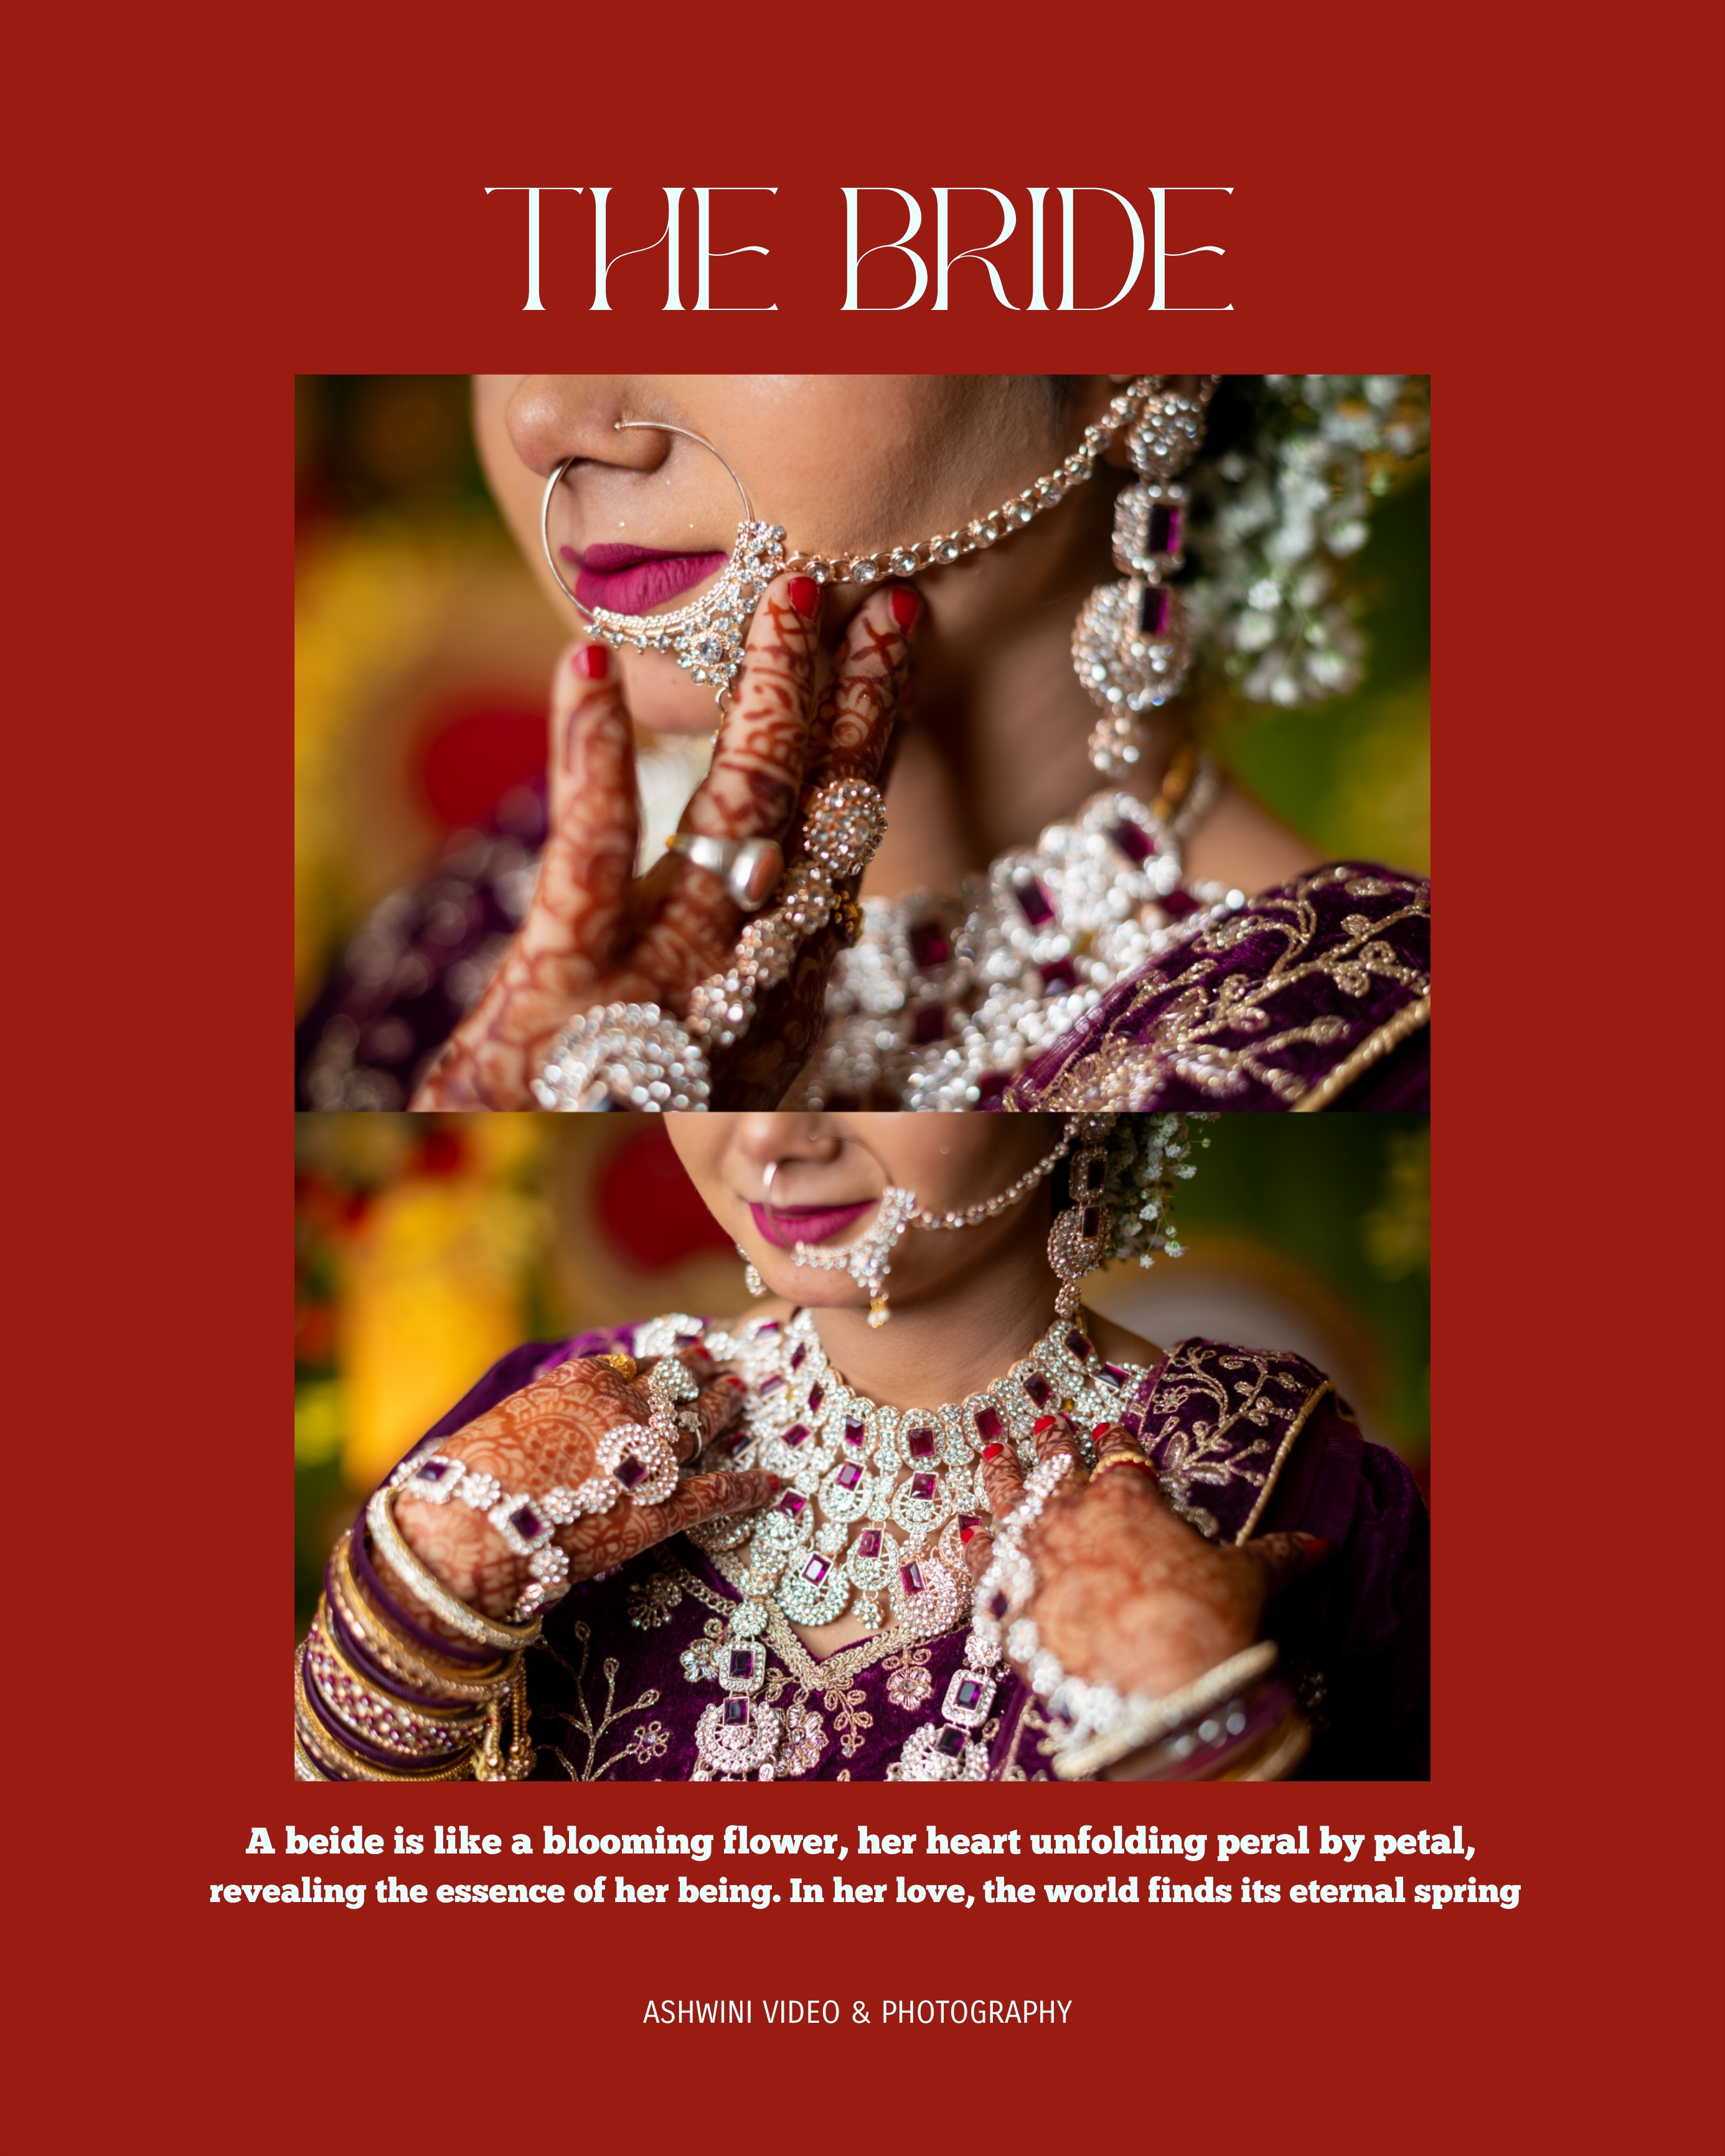 THE BRIDE
A beide is like a blooming flower, her heart unfolding peral by petal,
revealing the essence of her being. In her love, the world finds its eternal spring
ASHWINI VIDEO & PHOTOGRAPHY